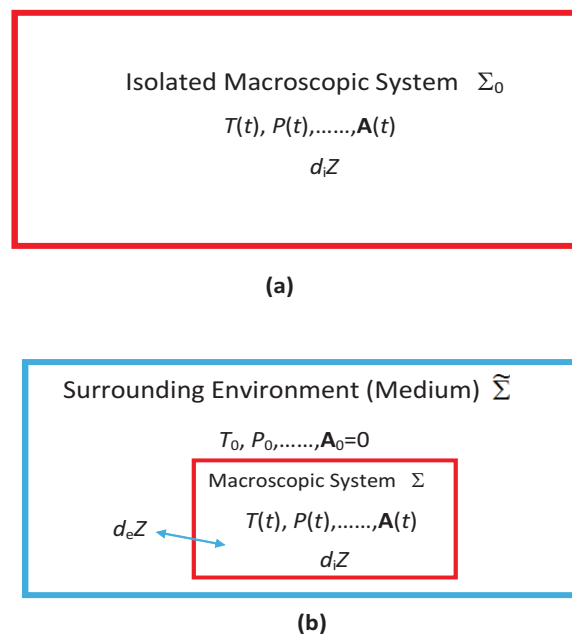 Isolated Macroscopic System Σ₀
T(t), P(t),......,A(t)
dᵢZ
(a)
Surrounding Environment (Medium) Σ̃
T₀, P₀,......,A₀=0
Macroscopic System Σ
T(t), P(t),......,A(t)
dₑZ
dᵢZ
(b)